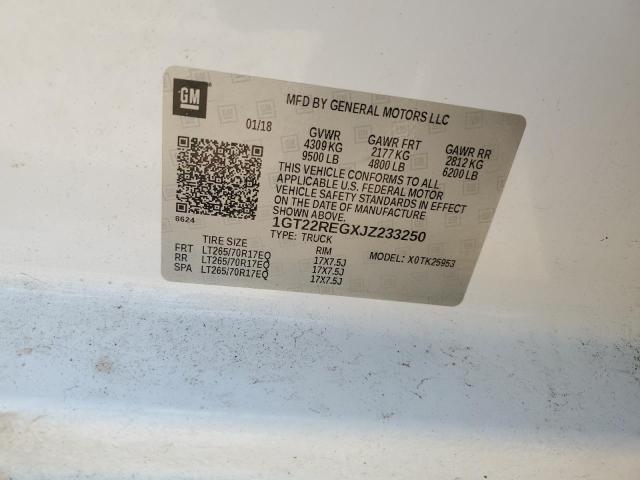 GM
MFD BY GENERAL MOTORS LLC
01/18 GVWR GAWR FRT GAWR RR
4309 KG 2177 KG 2812 KG
9500 LB 4800 LB 6200 LB
THIS VEHICLE CONFORMS TO ALL
APPLICABLE U.S. FEDERAL MOTOR
VEHICLE SAFETY STANDARDS IN EFFECT
ON THE DATE OF MANUFACTURE
SHOWN ABOVE.
8624
1GT22REGXJZ233250
TYPE: TRUCK
TIRE SIZE RIM MODEL: X0TK25953
FRT LT265/70R17EQ 17X7.5J
RR LT265/70R17EQ 17X7.5J
SPA LT265/70R17EQ 17X7.5J